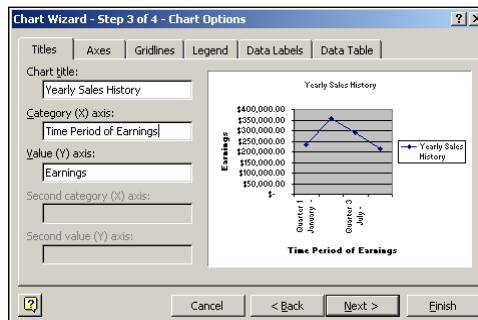 Chart Wizard - Step 3 of 4 - Chart Options
Titles Axes Gridlines Legend Data Labels Data Table
Chart title:
Yearly Sales History
Category (X) axis:
Time Period of Earnings
Value (Y) axis:
Earnings
Second category (X) axis:
Second value (Y) axis:
Yearly Sales History
$400,000.00
$350,000.00
$300,000.00
$250,000.00
$200,000.00
$150,000.00
$100,000.00
$50,000.00
$-
Earnings
Quarter 1
January -
Quarter 3
July -
Time Period of Earnings
Yearly Sales
History
Cancel < Back Next > Finish